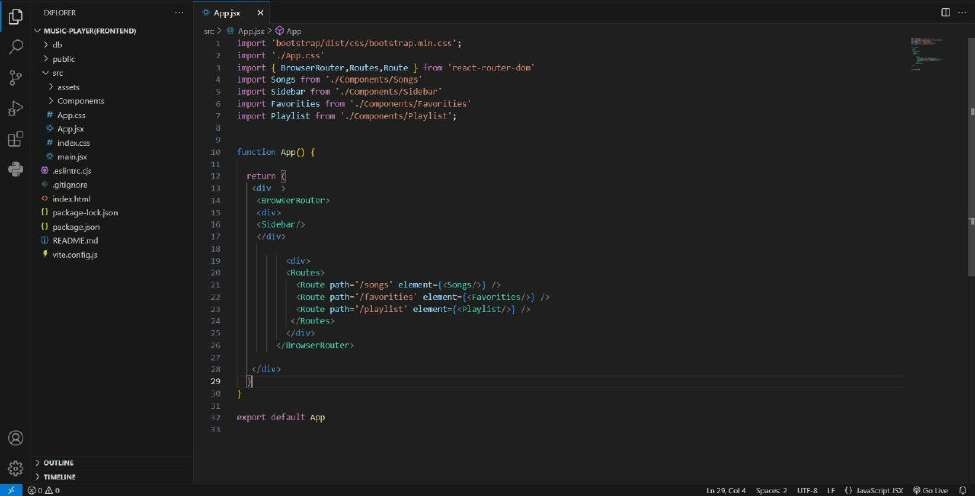 EXPLORER
···
App.jsx ×
···
MUSIC-PLAYER(FRONTEND)
db
public
src
assets
Components
# App.css
App.jsx
# index.css
main.jsx
.eslintrc.cjs
.gitignore
<> index.html
{} package-lock.json
{} package.json
README.md
vite.config.js
OUTLINE
TIMELINE
src > App.jsx > App
1 import 'bootstrap/dist/css/bootstrap.min.css';
2 import './App.css'
3 import { BrowserRouter,Routes,Route } from 'react-router-dom'
4 import Songs from './Components/Songs'
5 import Sidebar from './Components/Sidebar'
6 import Favorities from './Components/Favorities'
7 import Playlist from './Components/Playlist';
8
9
10 function App() {
11
12 return (
13 <div >
14 <BrowserRouter>
15 <div>
16 <Sidebar/>
17 </div>
18
19 <div>
20 <Routes>
21 <Route path='/songs' element={<Songs/>} />
22 <Route path='/favorities' element={<Favorities/>} />
23 <Route path='/playlist' element={<Playlist/>} />
24 </Routes>
25 </div>
26 </BrowserRouter>
27
28 </div>
29 )
30 }
31
32 export default App
33
0 0 Ln 29, Col 4 Spaces: 2 UTF-8 LF {} JavaScript JSX Go Live